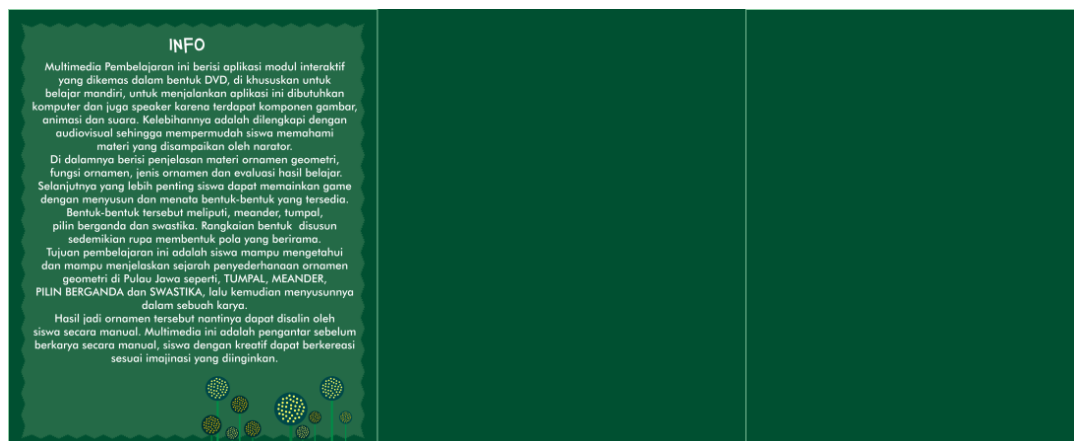 INFO
Multimedia Pembelajaran ini berisi aplikasi modul interaktif
yang dikemas dalam bentuk DVD, di khususkan untuk
belajar mandiri, untuk menjalankan aplikasi ini dibutuhkan
komputer dan juga speaker karena terdapat komponen gambar,
animasi dan suara. Kelebihannya adalah dilengkapi dengan
audiovisual sehingga mempermudah siswa memahami
materi yang disampaikan oleh narator.
Di dalamnya berisi penjelasan materi ornamen geometri,
fungsi ornamen, jenis ornamen dan evaluasi hasil belajar.
Selanjutnya yang lebih penting siswa dapat memainkan game
dengan menyusun dan menata bentuk-bentuk yang tersedia.
Bentuk-bentuk tersebut meliputi, meander, tumpal,
pilin berganda dan swastika. Rangkaian bentuk disusun
sedemikian rupa membentuk pola yang berirama.
Tujuan pembelajaran ini adalah siswa mampu mengetahui
dan mampu menjelaskan sejarah penyederhanaan ornamen
geometri di Pulau Jawa seperti, TUMPAL, MEANDER,
PILIN BERGANDA dan SWASTIKA, lalu kemudian menyusunnya
dalam sebuah karya.
Hasil jadi ornamen tersebut nantinya dapat disalin oleh
siswa secara manual. Multimedia ini adalah pengantar sebelum
berkarya secara manual, siswa dengan kreatif dapat berkereasi
sesuai imajinasi yang diinginkan.